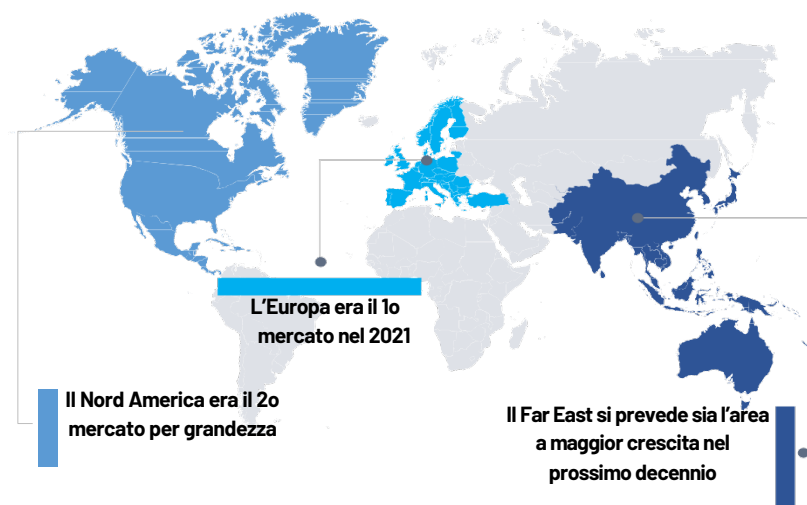 L'Europa era il 1o
mercato nel 2021
Il Nord America era il 2o
mercato per grandezza
Il Far East si prevede sia l'area
a maggior crescita nel
prossimo decennio